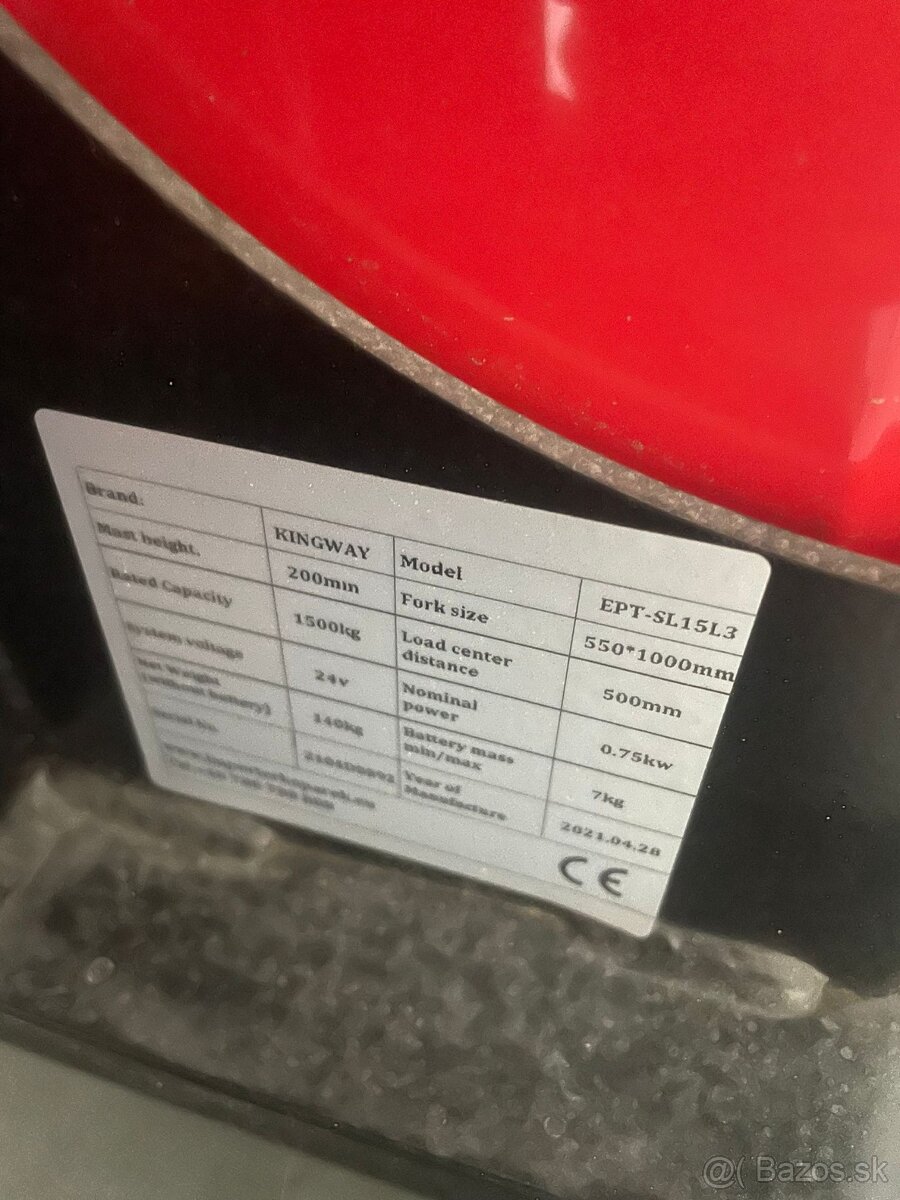 Brand: KINGWAY Model EPT-SL15L3
Mast height. 200mm Fork size 550*1000mm
Rated Capacity 1500kg Load center
distance 500mm
System voltage 24v Nominal
power 0.75kw
Net Weight
(without battery) 140kg Battery mass
min/max 7kg
Serial No. Year of
Manufacture 2021.04.28
CE
@( Bazos.sk